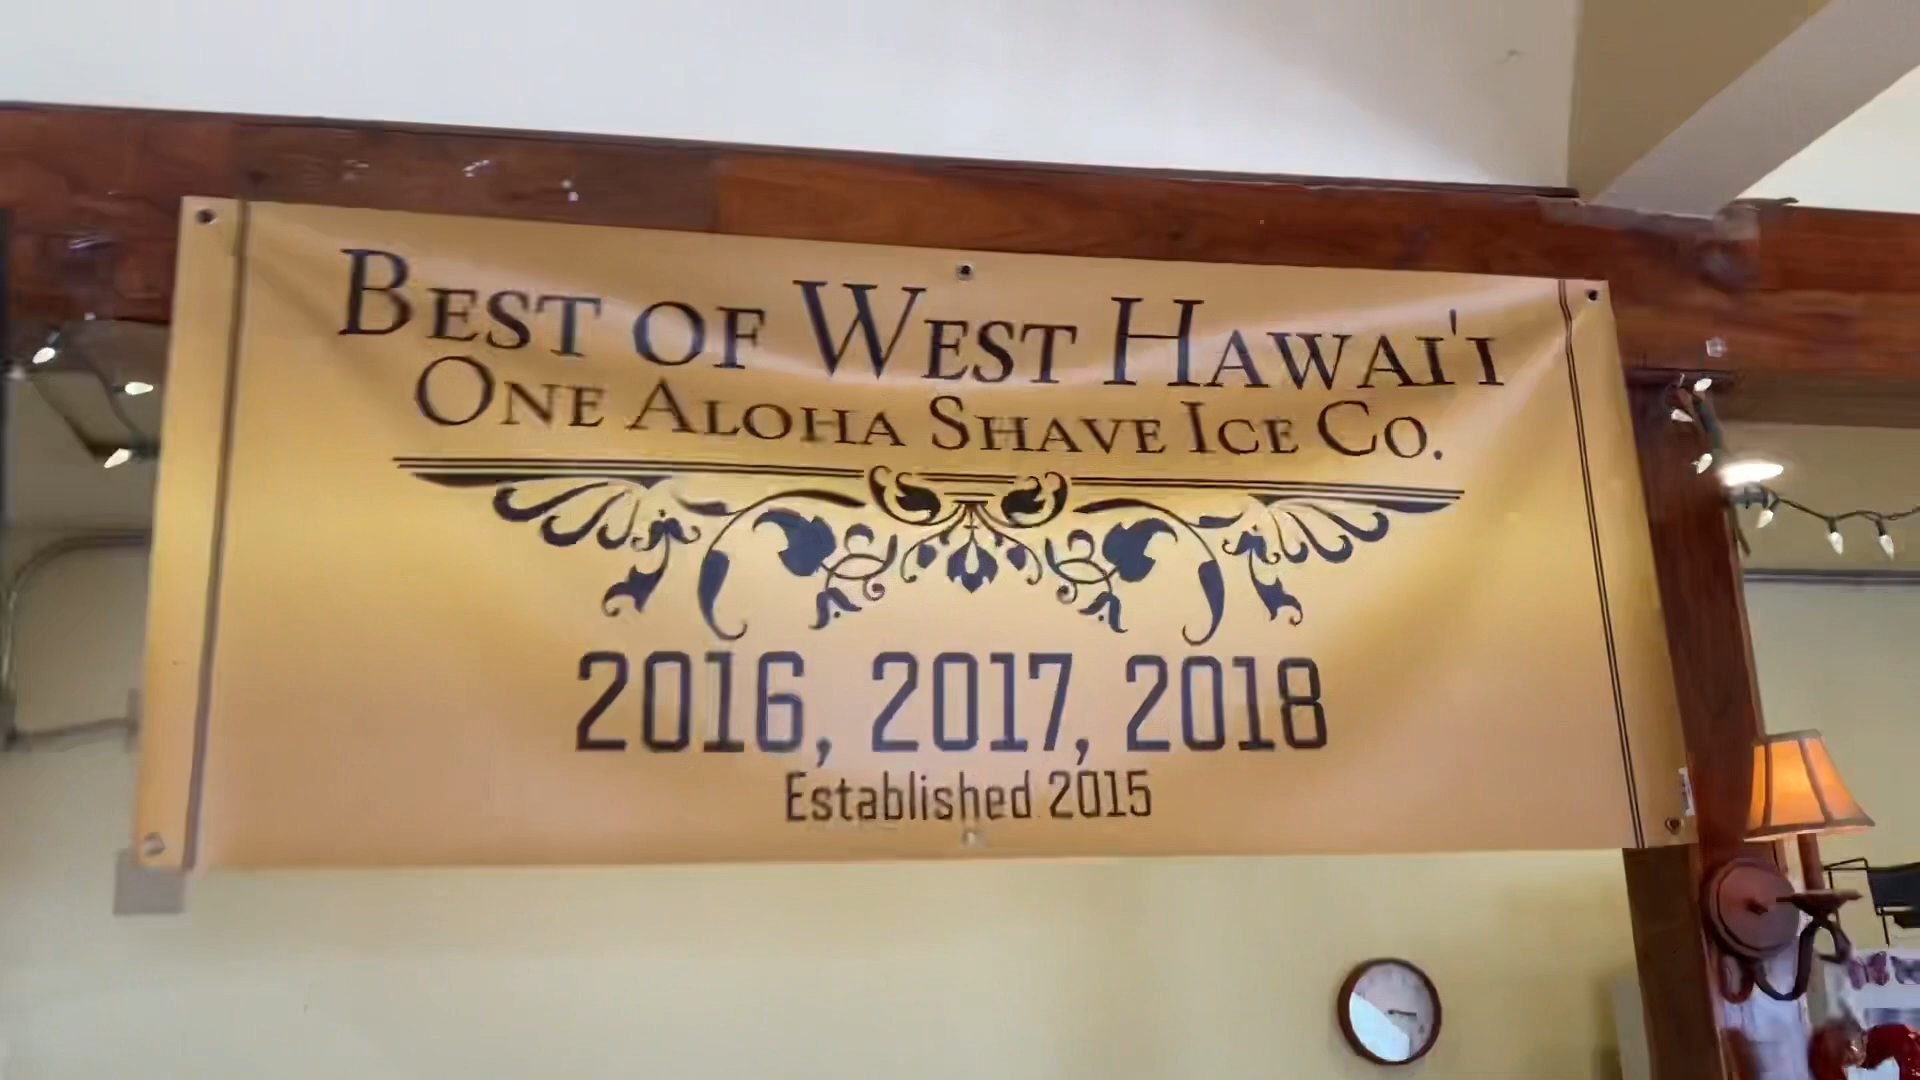 Best of West Hawai'i
One Aloha Shave Ice Co.
2016, 2017, 2018
Established 2015